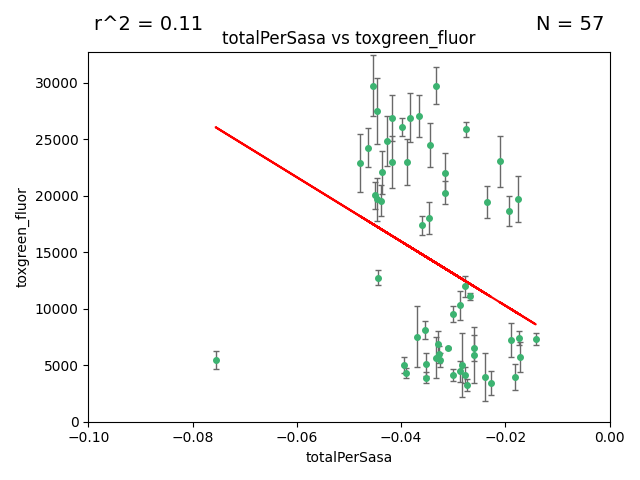 r^2 = 0.11
N = 57
totalPerSasa vs toxgreen_fluor
30000
25000
20000
15000
10000
5000
0
toxgreen_fluor
−0.10
−0.08
−0.06
−0.04
−0.02
0.00
totalPerSasa